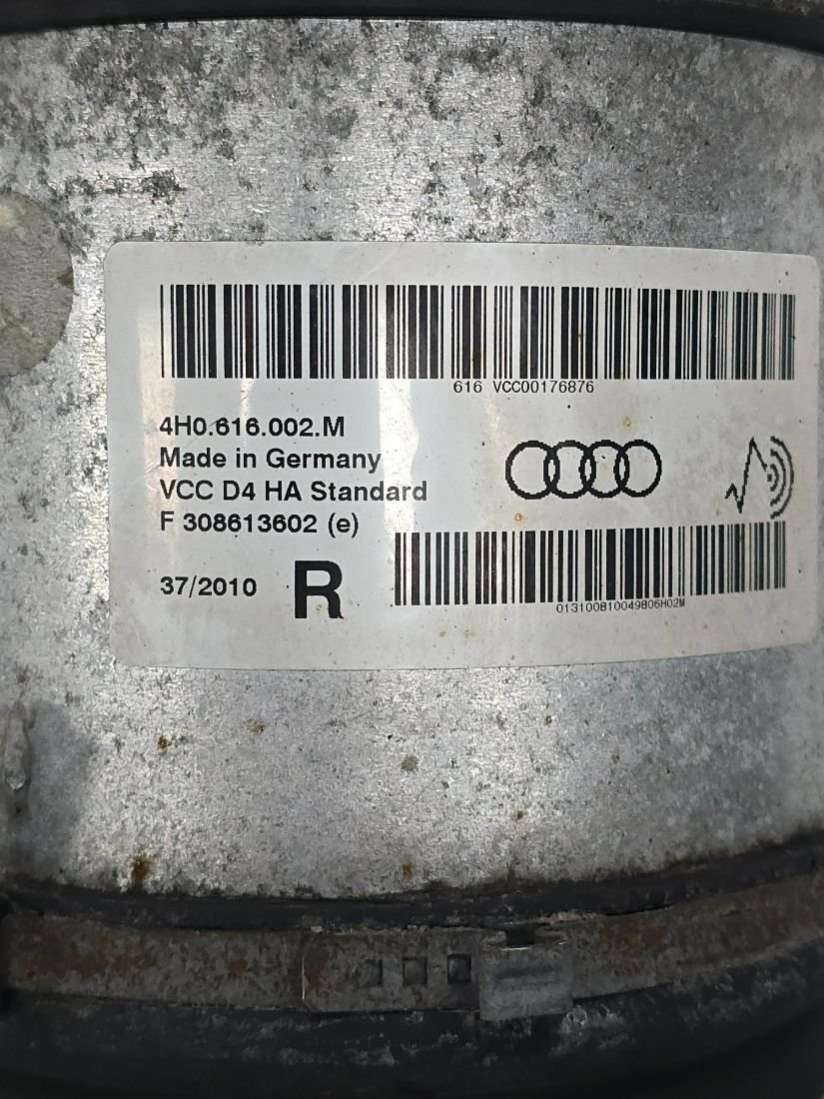 616 VCC00176876
4H0.616.002.M
Made in Germany
VCC D4 HA Standard
F 308613602 (e)
37/2010 R
013100810049806H02M